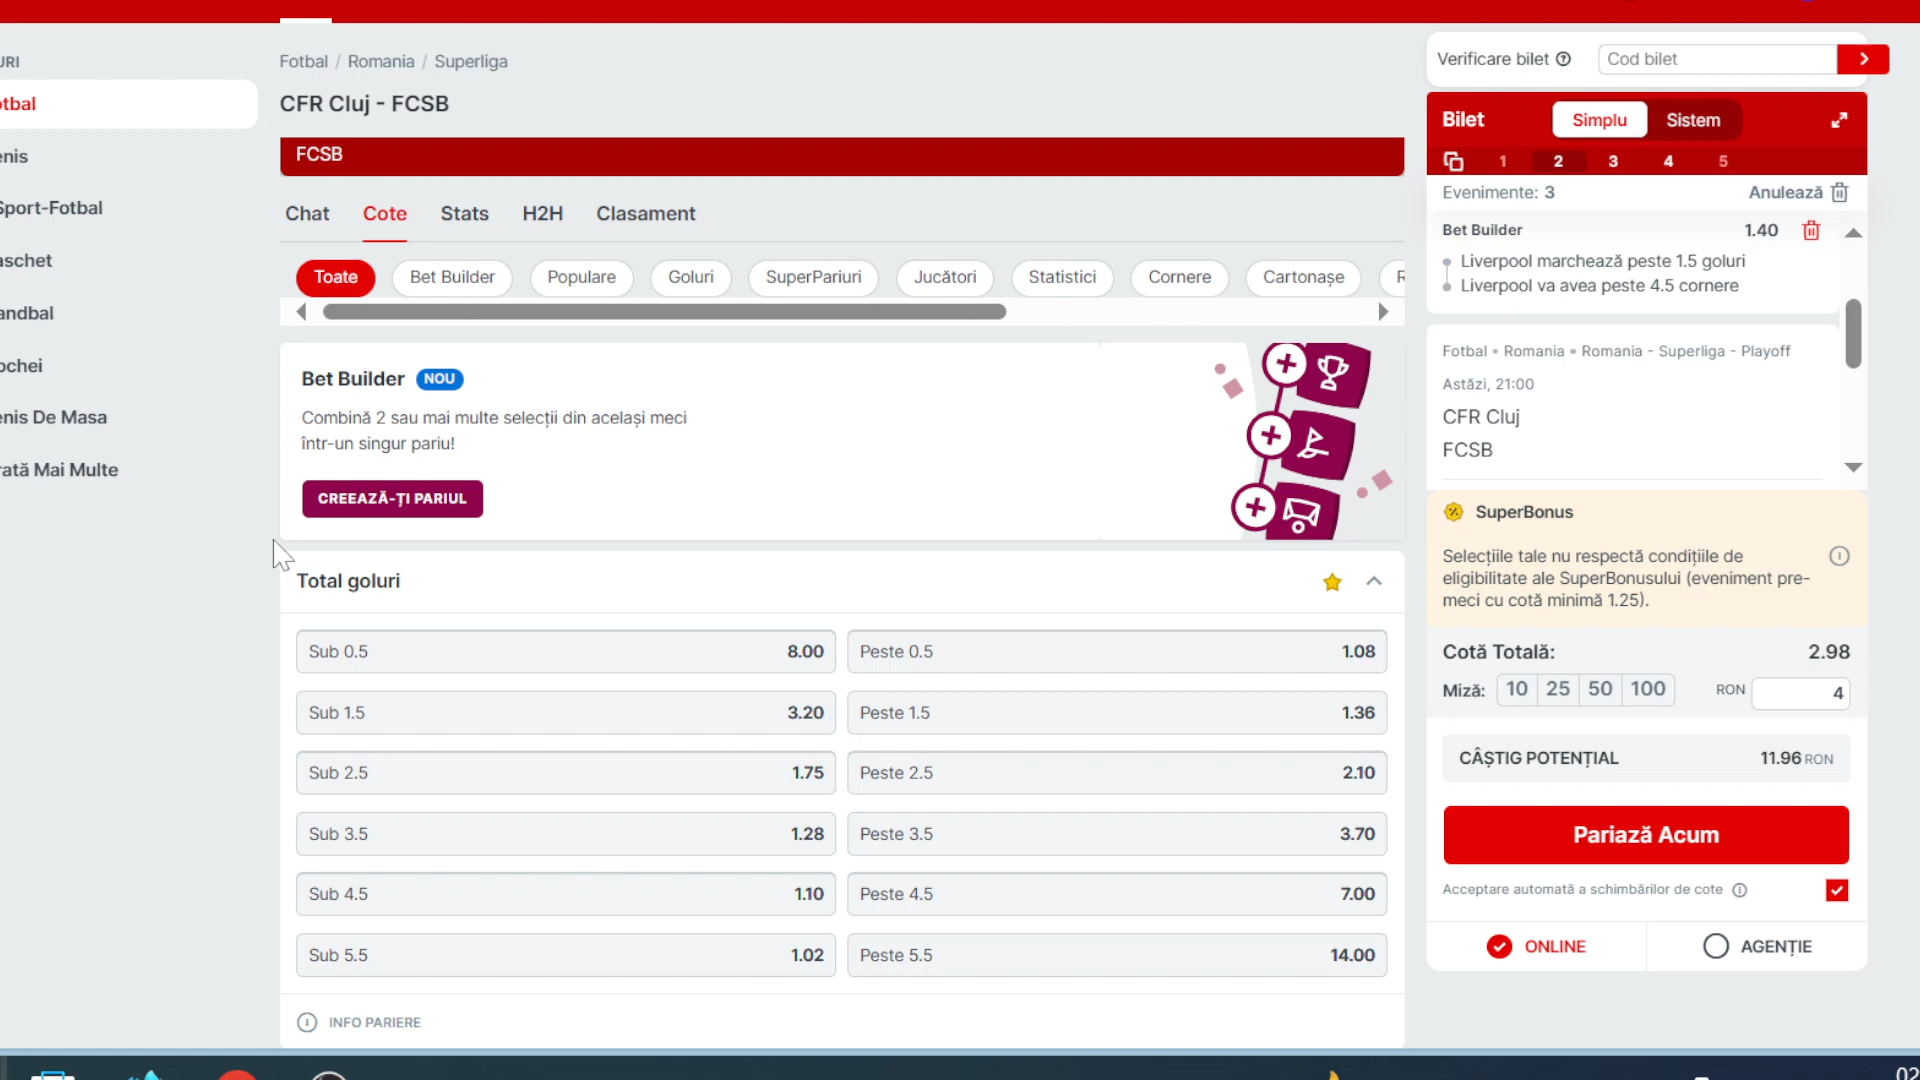 URI
otbal
enis
Sport-Fotbal
aschet
andbal
ochei
enis De Masa
rată Mai Multe
Fotbal / Romania / Superliga
CFR Cluj - FCSB
FCSB
Chat Cote Stats H2H Clasament
Toate Bet Builder Populare Goluri SuperPariuri Jucători Statistici Cornere Cartonașe R
Bet Builder NOU
Combină 2 sau mai multe selecții din același meci
într-un singur pariu!
CREEAZĂ-ȚI PARIUL
Total goluri
Sub 0.5 8.00 Peste 0.5 1.08
Sub 1.5 3.20 Peste 1.5 1.36
Sub 2.5 1.75 Peste 2.5 2.10
Sub 3.5 1.28 Peste 3.5 3.70
Sub 4.5 1.10 Peste 4.5 7.00
Sub 5.5 1.02 Peste 5.5 14.00
INFO PARIERE
Verificare bilet Cod bilet
Bilet Simplu Sistem
1 2 3 4 5
Evenimente: 3 Anulează
Bet Builder 1.40
Liverpool marchează peste 1.5 goluri
Liverpool va avea peste 4.5 cornere
Fotbal • Romania • Romania - Superliga - Playoff
Astăzi, 21:00
CFR Cluj
FCSB
SuperBonus
Selecțiile tale nu respectă condițiile de
eligibilitate ale SuperBonusului (eveniment pre-
meci cu cotă minimă 1.25).
Cotă Totală: 2.98
Miză: 10 25 50 100 RON 4
CÂȘTIG POTENȚIAL 11.96 RON
Pariază Acum
Acceptare automată a schimbărilor de cote
ONLINE AGENȚIE
02